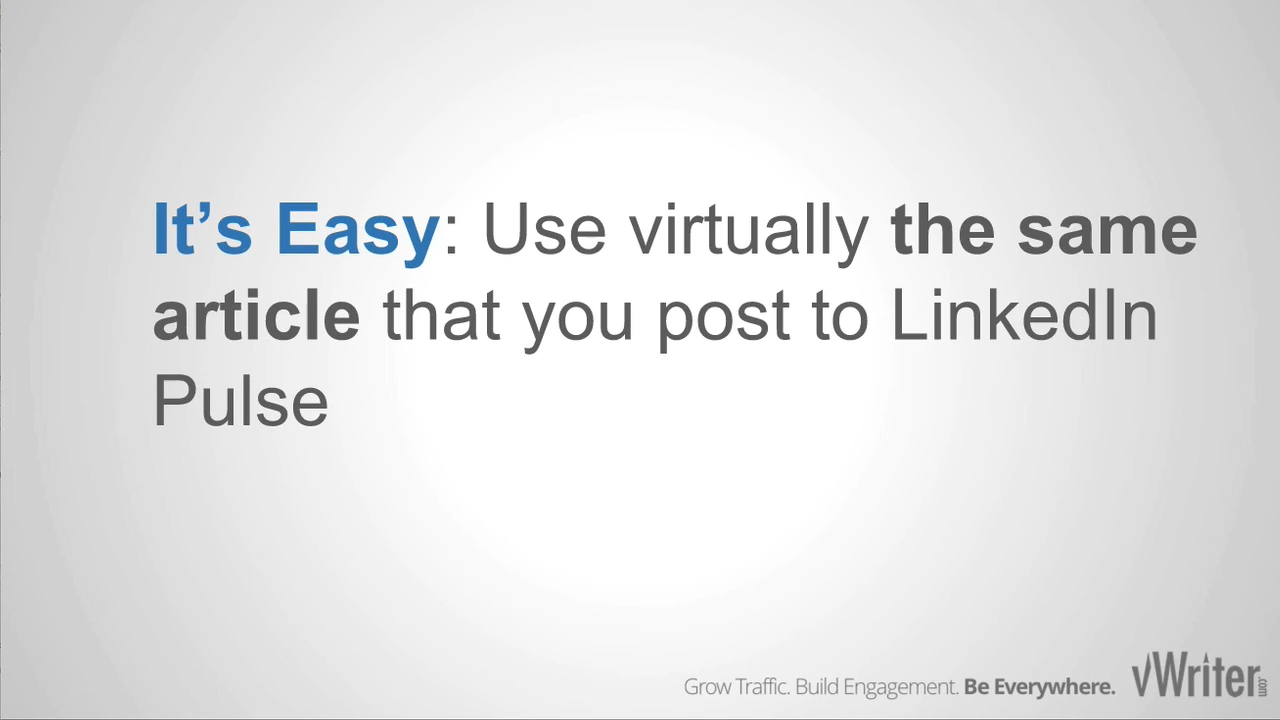 It’s Easy: Use virtually the same
article that you post to LinkedIn
Pulse
Grow Traffic. Build Engagement. Be Everywhere. vWriter.com